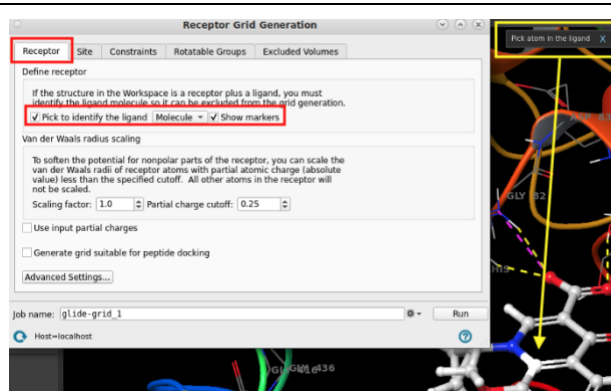 Receptor Grid Generation
Pick atom in the ligand X
Receptor Site Constraints Rotatable Groups Excluded Volumes
Define receptor
If the structure in the Workspace is a receptor plus a ligand, you must
identify the ligand molecule so it can be excluded from the grid generation.
Pick to identify the ligand Molecule Show markers
Van der Waals radius scaling
To soften the potential for nonpolar parts of the receptor, you can scale the
van der Waals radii of receptor atoms with partial atomic charge (absolute
value) less than the specified cutoff. All other atoms in the receptor will
not be scaled.
Scaling factor: 1.0 Partial charge cutoff: 0.25
Use input partial charges
Generate grid suitable for peptide docking
Advanced Settings...
Job name: glide-grid_1 Run
Host=localhost
GLY
HIS
436